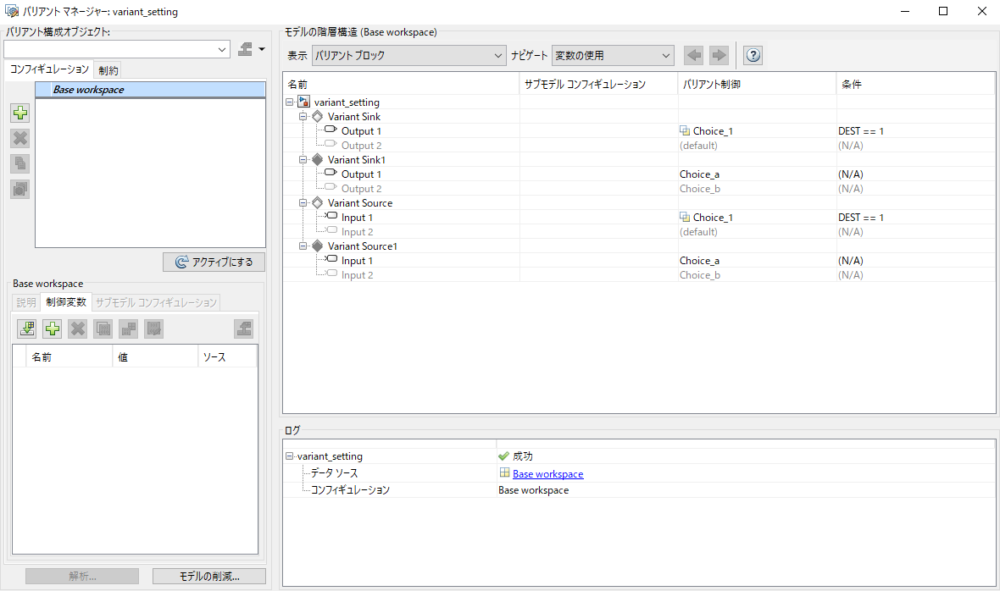 バリアント マネージャー: variant_setting
バリアント構成オブジェクト:
コンフィギュレーション 制約
Base workspace
アクティブにする
Base workspace
説明 制御変数 サブモデル コンフィギュレーション
名前 値 ソース
解析... モデルの削減...
モデルの階層構造 (Base workspace)
表示 バリアント ブロック ナビゲート 変数の使用
名前 サブモデル コンフィギュレーション バリアント制御 条件
variant_setting
Variant Sink
Output 1 Choice_1 DEST == 1
Output 2 (default) (N/A)
Variant Sink1
Output 1 Choice_a (N/A)
Output 2 Choice_b (N/A)
Variant Source
Input 1 Choice_1 DEST == 1
Input 2 (default) (N/A)
Variant Source1
Input 1 Choice_a (N/A)
Input 2 Choice_b (N/A)
ログ
variant_setting 成功
データ ソース Base workspace
コンフィギュレーション Base workspace